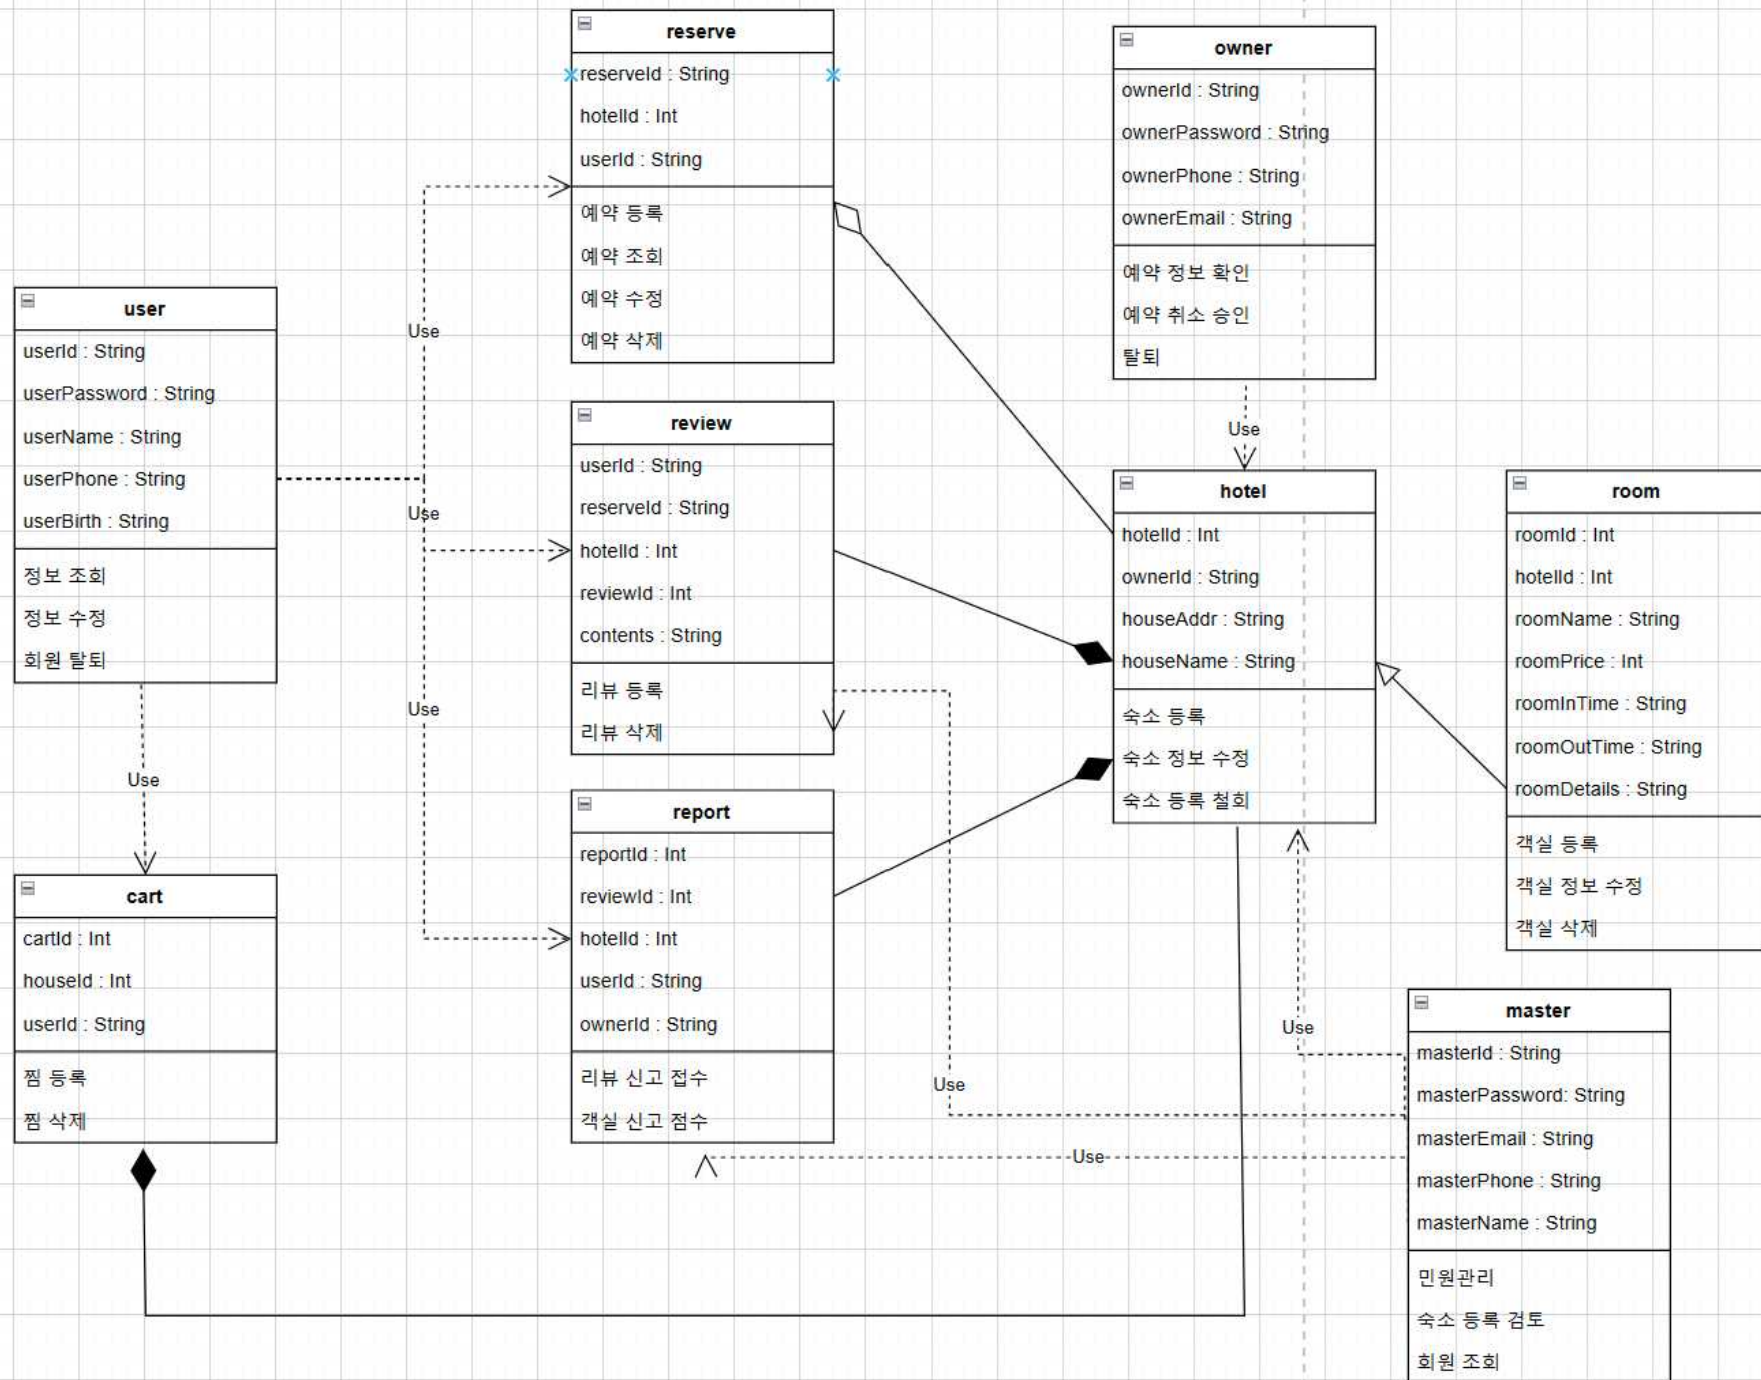 reserve
reserveId : String
hotelId : Int
userId : String
예약 등록
예약 조회
예약 수정
예약 삭제
owner
ownerId : String
ownerPassword : String
ownerPhone : String
ownerEmail : String
예약 정보 확인
예약 취소 승인
탈퇴
user
userId : String
userPassword : String
userName : String
userPhone : String
userBirth : String
정보 조회
정보 수정
회원 탈퇴
Use
Use
Use
Use
review
userId : String
reserveId : String
hotelId : Int
reviewId : Int
contents : String
리뷰 등록
리뷰 삭제
Use
hotel
hotelId : Int
ownerId : String
houseAddr : String
houseName : String
숙소 등록
숙소 정보 수정
숙소 등록 철회
room
roomId : Int
hotelId : Int
roomName : String
roomPrice : Int
roomInTime : String
roomOutTime : String
roomDetails : String
객실 등록
객실 정보 수정
객실 삭제
cart
cartId : Int
houseId : Int
userId : String
찜 등록
찜 삭제
report
reportId : Int
reviewId : Int
hotelId : Int
userId : String
ownerId : String
리뷰 신고 접수
객실 신고 점수
Use
Use
Use
master
masterId : String
masterPassword: String
masterEmail : String
masterPhone : String
masterName : String
민원관리
숙소 등록 검토
회원 조회